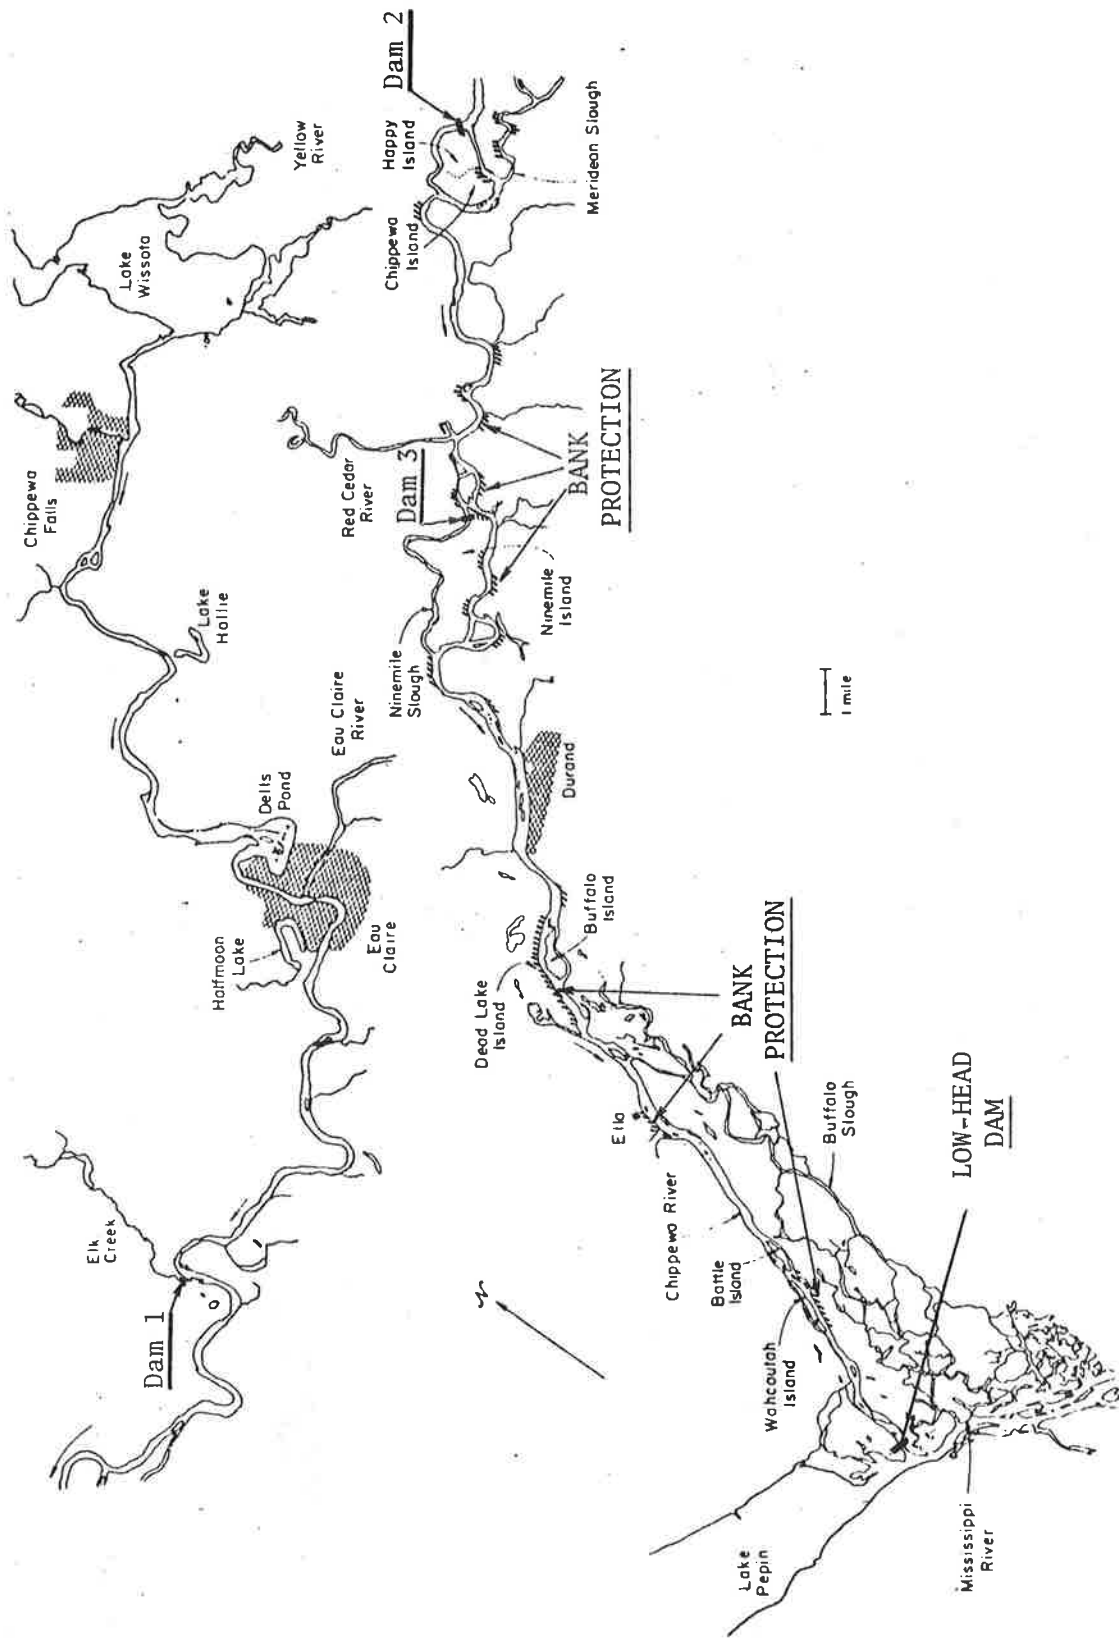 Yellow
River
Lake
Wissota
Chippewa
Falls
Lake
Hallie
Eau Claire
River
Dells
Pond
Halfmoon
Lake
Eau
Claire
Elk
Creek
Dam 1
Dam 2
Happy
Island
Chippewa
Island
Meridean Slough
Red Cedar
River
Dam 3
BANK
PROTECTION
Ninemile
Slough
Ninemile
Island
Durand
1 mile
Buffalo
Island
Dead Lake
Island
BANK
PROTECTION
Ella
Chippewa River
Buffalo
Slough
Battle
Island
Wahcoutah
Island
LOW-HEAD
DAM
Lake
Pepin
Mississippi
River
N